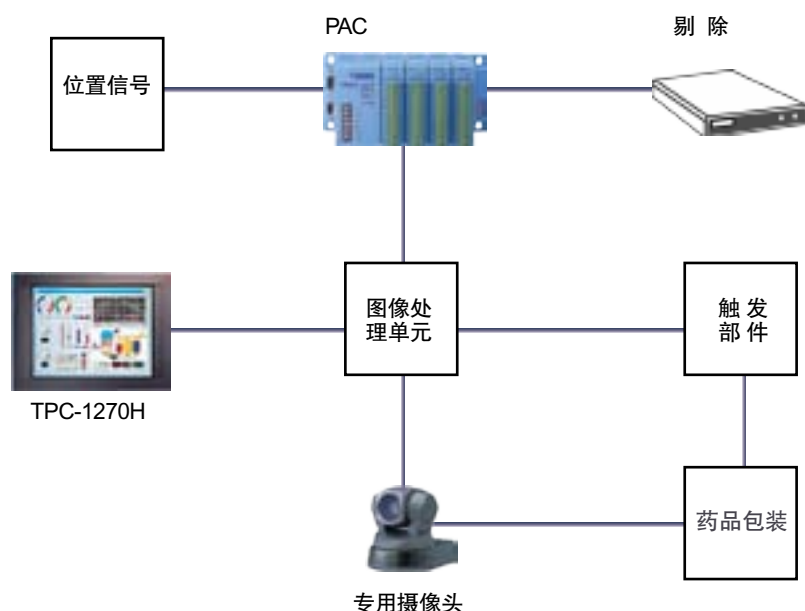 PAC
剔 除
位置信号
图像处
理单元
触 发
部 件
TPC-1270H
药品包装
专用摄像头